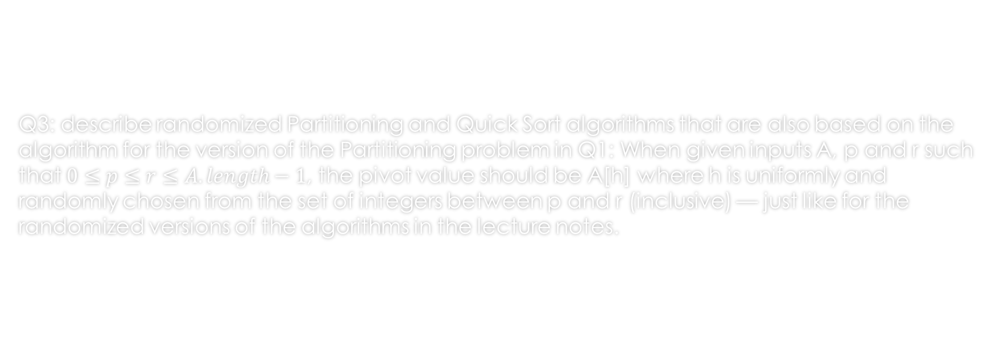 Q3: describe randomized Partitioning and Quick Sort algorithms that are also based on the
algorithm for the version of the Partitioning problem in Q1: When given inputs A, p and r such
that 0 ≤ p ≤ r ≤ A.length − 1, the pivot value should be A[h] where h is uniformly and
randomly chosen from the set of integers between p and r (inclusive) — just like for the
randomized versions of the algorithms in the lecture notes.